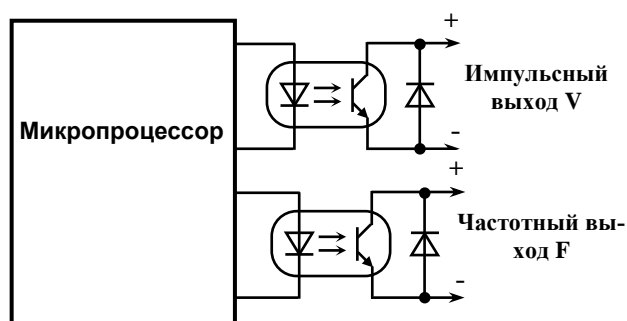 +
Импульсный
выход V
Микропроцессор
-
+
Частотный вы-
ход F
-